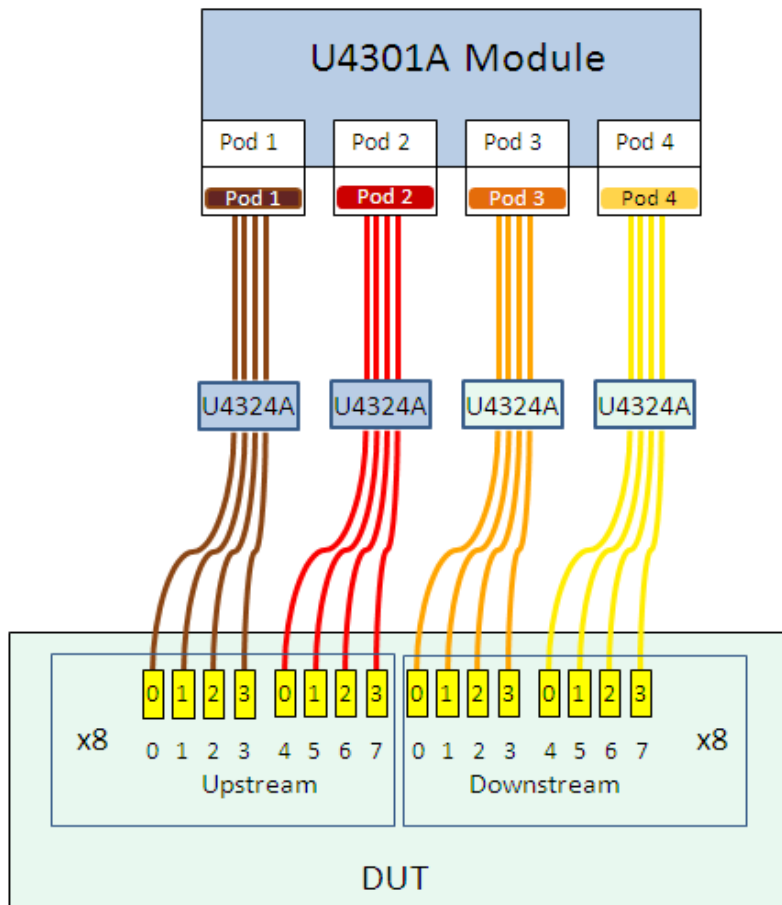 U4301A Module
Pod 1 Pod 2 Pod 3 Pod 4
Pod 1 Pod 2 Pod 3 Pod 4
U4324A U4324A U4324A U4324A
0 1 2 3 0 1 2 3 0 1 2 3 0 1 2 3
x8 0 1 2 3 4 5 6 7 0 1 2 3 4 5 6 7 x8
Upstream Downstream
DUT